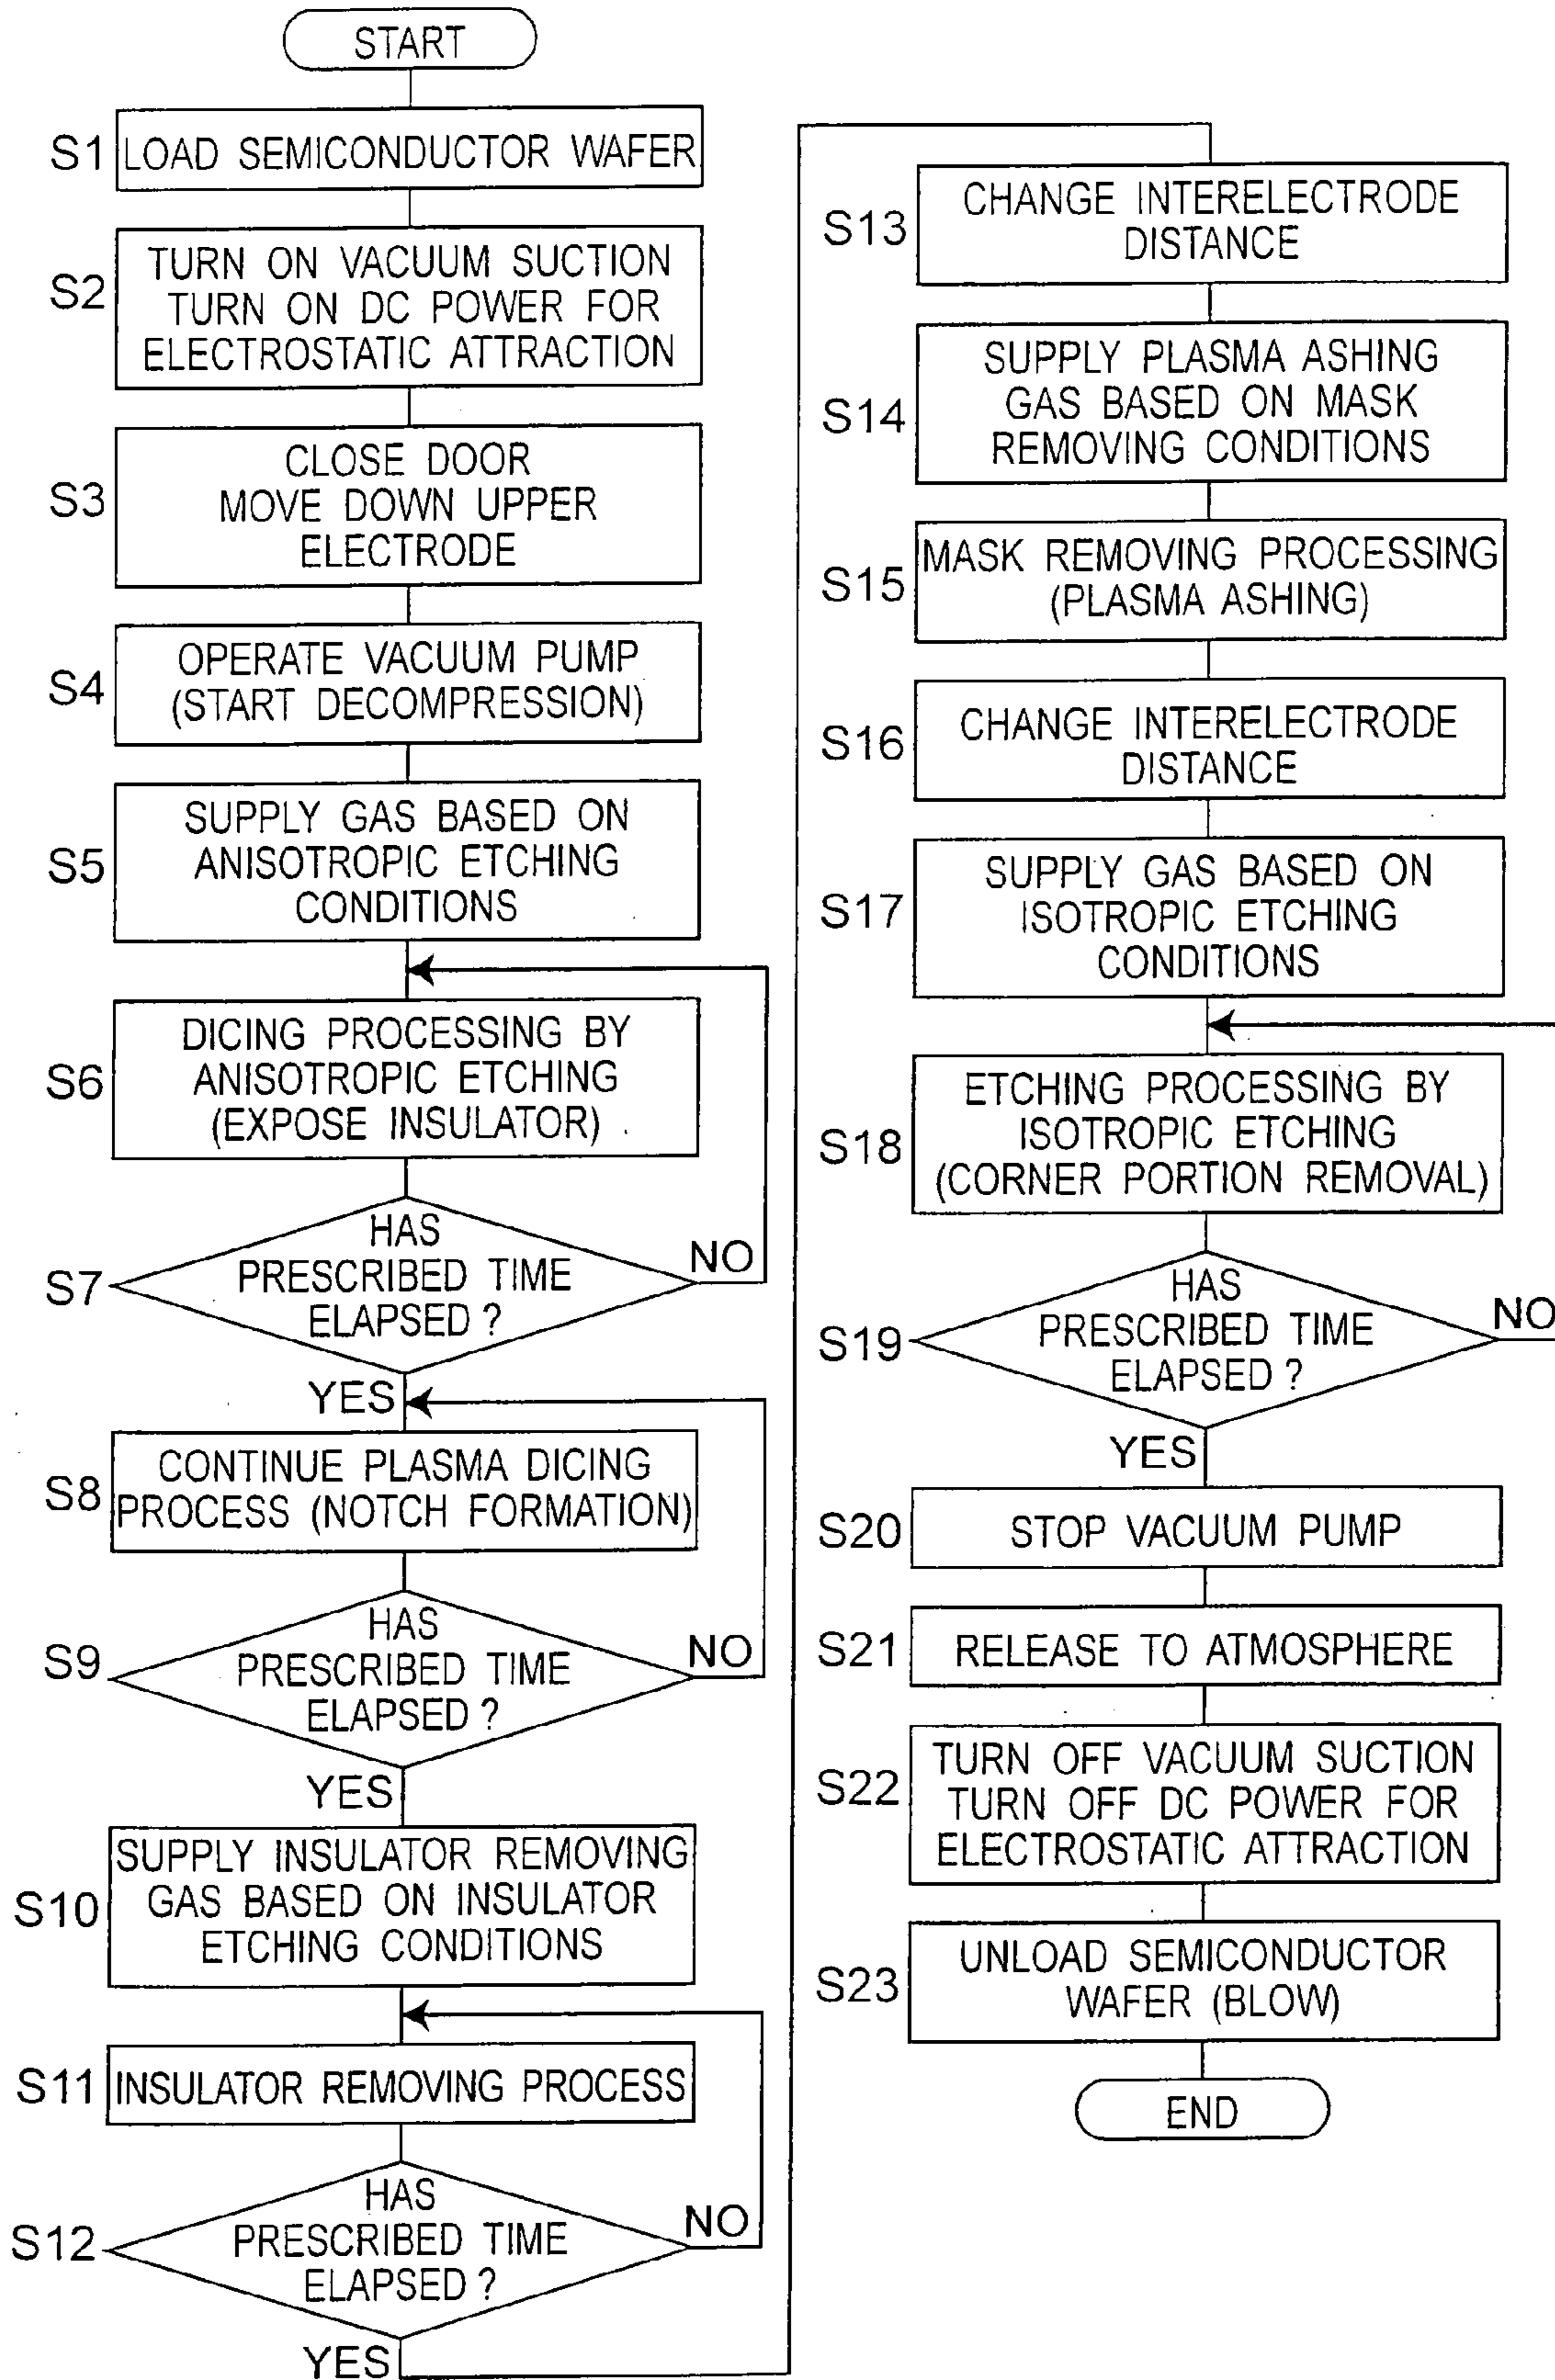 START
S1
LOAD SEMICONDUCTOR WAFER
S2
TURN ON VACUUM SUCTION
TURN ON DC POWER FOR
ELECTROSTATIC ATTRACTION
S3
CLOSE DOOR
MOVE DOWN UPPER
ELECTRODE
S4
OPERATE VACUUM PUMP
(START DECOMPRESSION)
S5
SUPPLY GAS BASED ON
ANISOTROPIC ETCHING
CONDITIONS
S6
DICING PROCESSING BY
ANISOTROPIC ETCHING
(EXPOSE INSULATOR)
S7
HAS
PRESCRIBED TIME
ELAPSED ?
NO
YES
S8
CONTINUE PLASMA DICING
PROCESS (NOTCH FORMATION)
S9
HAS
PRESCRIBED TIME
ELAPSED ?
NO
YES
S10
SUPPLY INSULATOR REMOVING
GAS BASED ON INSULATOR
ETCHING CONDITIONS
S11
INSULATOR REMOVING PROCESS
S12
HAS
PRESCRIBED TIME
ELAPSED ?
NO
YES
S13
CHANGE INTERELECTRODE
DISTANCE
S14
SUPPLY PLASMA ASHING
GAS BASED ON MASK
REMOVING CONDITIONS
S15
MASK REMOVING PROCESSING
(PLASMA ASHING)
S16
CHANGE INTERELECTRODE
DISTANCE
S17
SUPPLY GAS BASED ON
ISOTROPIC ETCHING
CONDITIONS
S18
ETCHING PROCESSING BY
ISOTROPIC ETCHING
(CORNER PORTION REMOVAL)
S19
HAS
PRESCRIBED TIME
ELAPSED ?
NO
YES
S20
STOP VACUUM PUMP
S21
RELEASE TO ATMOSPHERE
S22
TURN OFF VACUUM SUCTION
TURN OFF DC POWER FOR
ELECTROSTATIC ATTRACTION
S23
UNLOAD SEMICONDUCTOR
WAFER (BLOW)
END